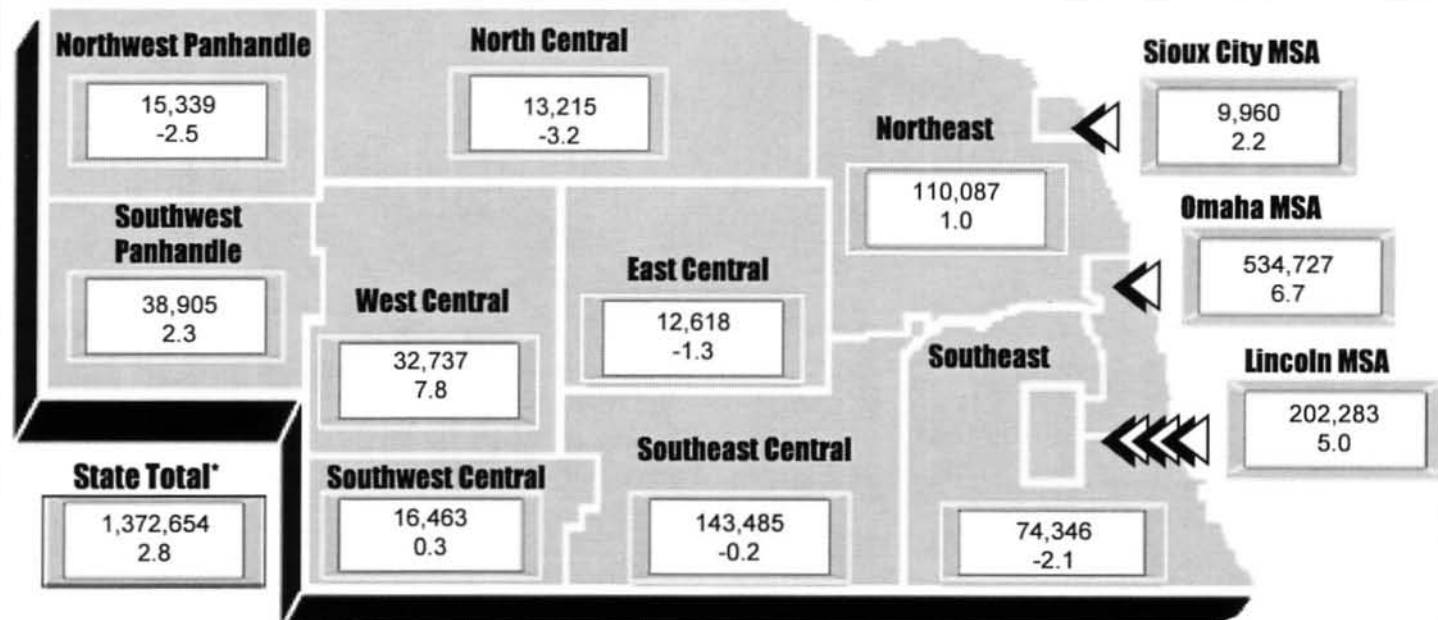 Northwest Panhandle
15,339
-2.5
North Central
13,215
-3.2
Sioux City MSA
9,960
2.2
Northeast
110,087
1.0
Southwest
Panhandle
38,905
2.3
Omaha MSA
534,727
6.7
West Central
32,737
7.8
East Central
12,618
-1.3
Southeast
74,346
-2.1
Lincoln MSA
202,283
5.0
State Total*
1,372,654
2.8
Southwest Central
16,463
0.3
Southeast Central
143,485
-0.2